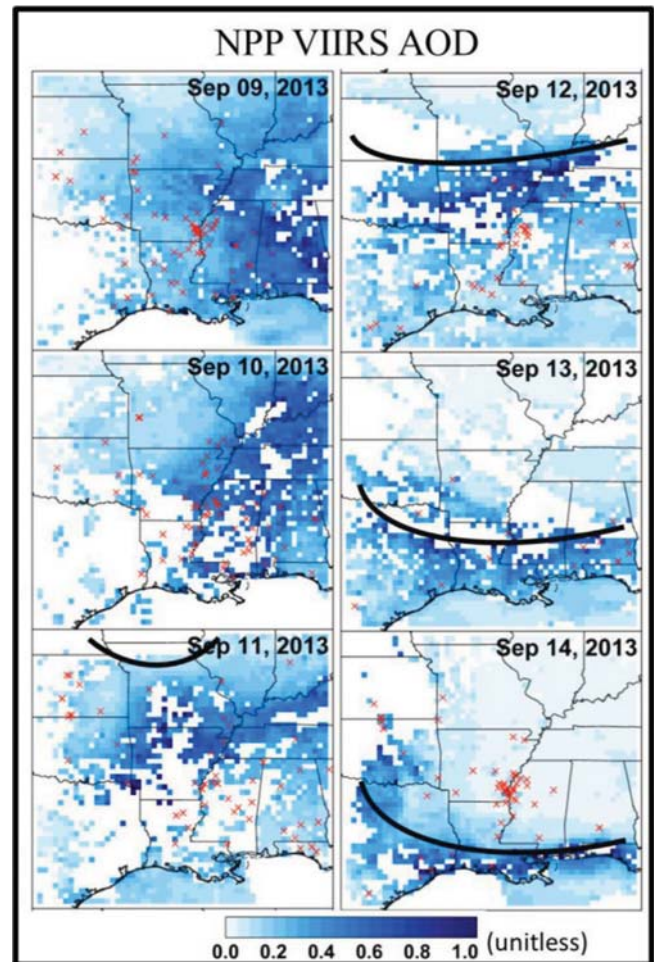 NPP VIIRS AOD
Sep 09, 2013
Sep 12, 2013
Sep 10, 2013
Sep 13, 2013
Sep 11, 2013
Sep 14, 2013
0.0 0.2 0.4 0.6 0.8 1.0 (unitless)